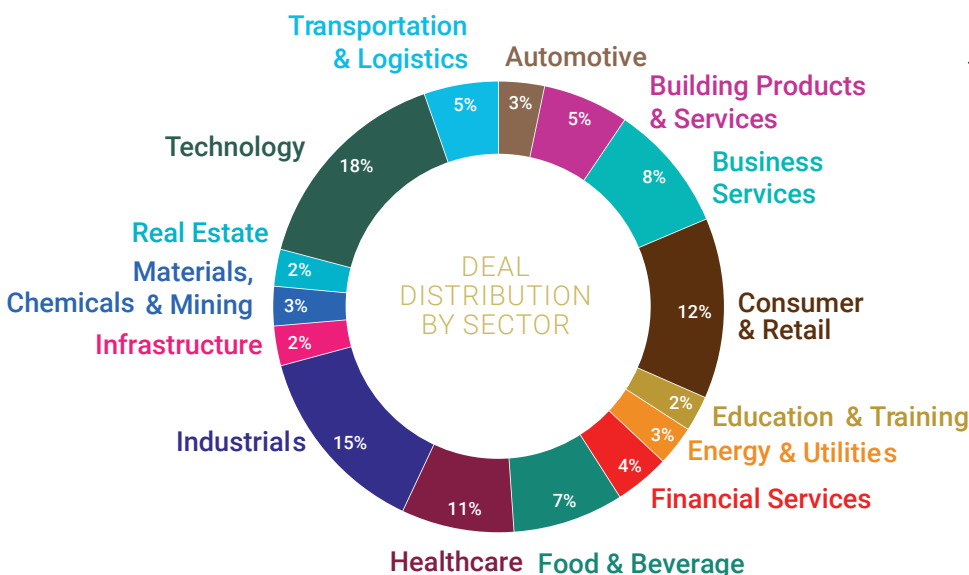 Transportation
& Logistics
Automotive
Building Products
& Services
Business
Services
Consumer
& Retail
Education & Training
Energy & Utilities
Financial Services
Food & Beverage
Healthcare
Industrials
Infrastructure
Materials,
Chemicals & Mining
Real Estate
Technology
5%
3%
5%
8%
12%
2%
3%
4%
7%
11%
15%
2%
3%
2%
18%
DEAL
DISTRIBUTION
BY SECTOR